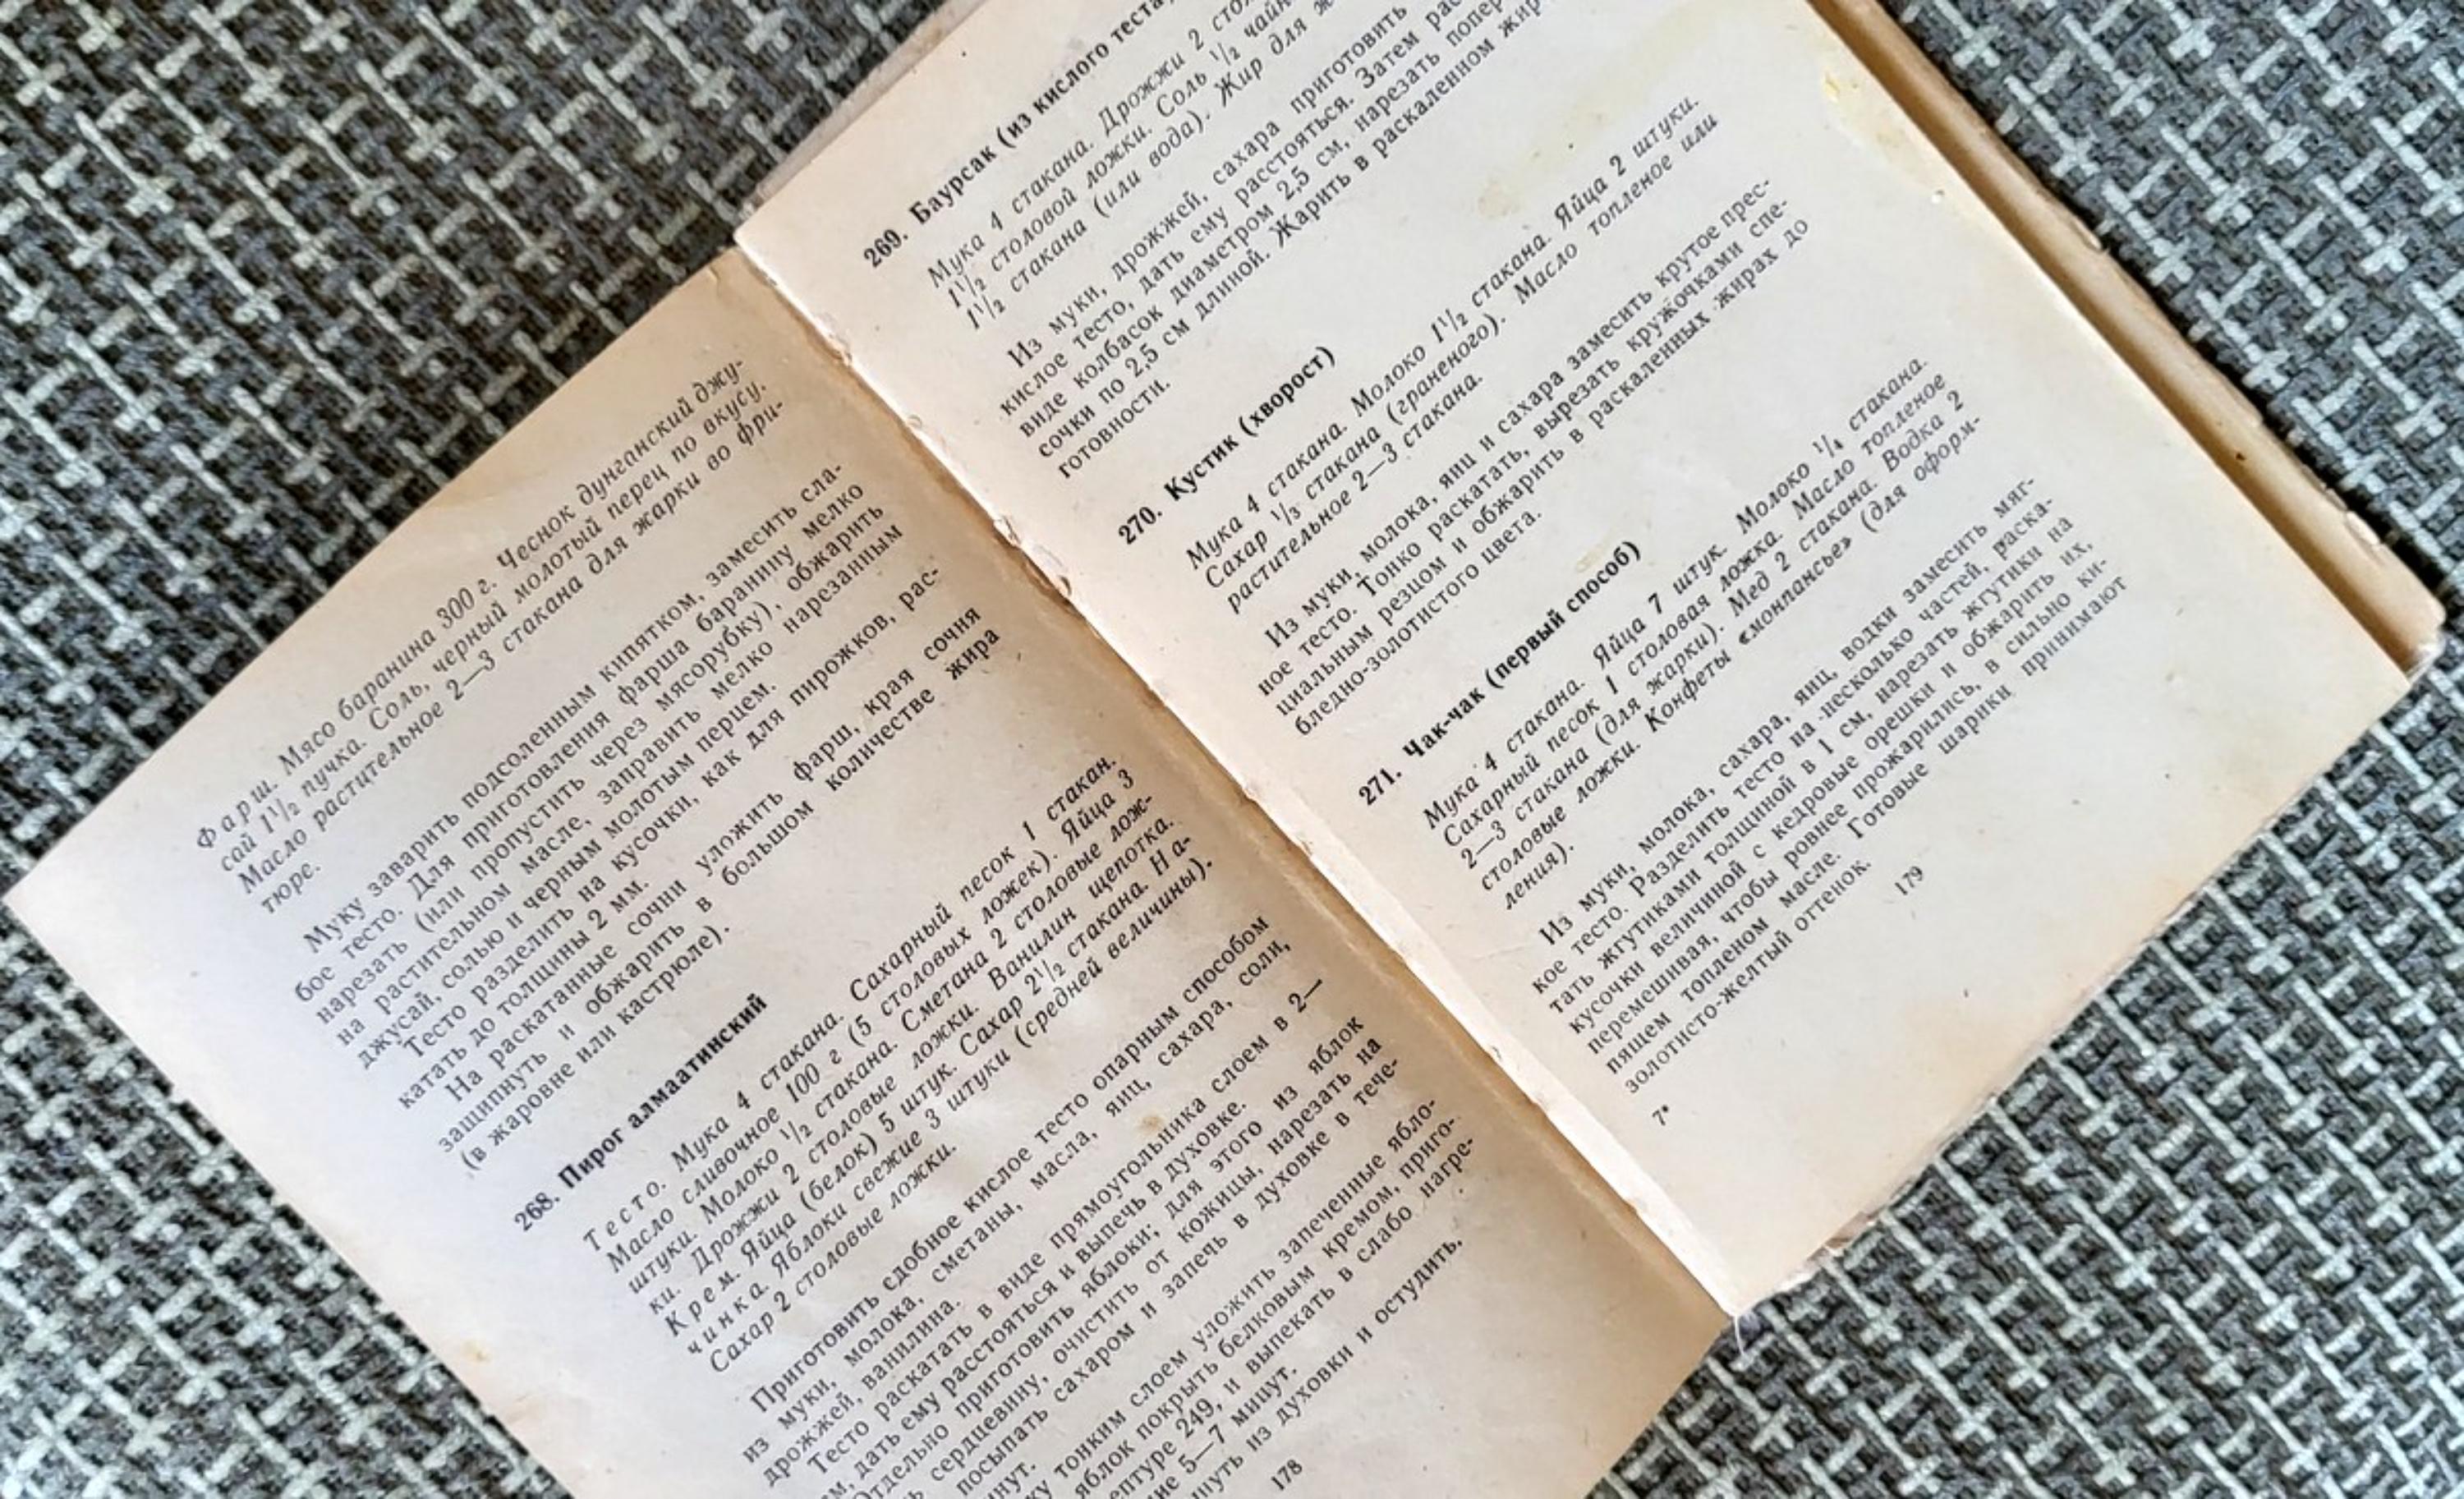 Фарш. Мясо баранина 300 г. Чеснок дунганский джу-
сай 1¹/₂ пучка. Соль, черный молотый перец по вкусу.
Масло растительное 2—3 стакана для жарки во фри-
тюре.
Муку заварить подсоленным кипятком, замесить сла-
бое тесто. Для приготовления фарша баранину мелко
нарезать (или пропустить через мясорубку), обжарить
на растительном масле, заправить мелко нарезанным
джусай, солью и черным молотым перцем.
Тесто разделить на кусочки, как для пирожков, рас-
катать до толщины 2 мм.
На раскатанные сочни уложить фарш, края сочня
защипнуть и обжарить в большом количестве жира
(в жаровне или кастрюле).
268. Пирог алмаатинский
Тесто. Мука 4 стакана. Сахарный песок 1 стакан.
Масло сливочное 100 г (5 столовых ложек). Яйца 3
штуки. Молоко ¹/₂ стакана. Сметана 2 столовые лож-
ки. Дрожжи 2 столовые ложки. Ванилин щепотка.
Крем. Яйца (белок) 5 штук. Сахар 2¹/₂ стакана. На-
чинка. Яблоки свежие 3 штуки (средней величины).
Сахар 2 столовые ложки.
Приготовить сдобное кислое тесто опарным способом
из муки, молока, сметаны, масла, яиц, сахара, соли,
дрожжей, ванилина.
Тесто раскатать в виде прямоугольника слоем в 2—
дать ему расстояться и выпечь в духовке.
Отдельно приготовить яблоки; для этого из яблок
сердцевину, очистить от кожицы, нарезать на
посыпать сахаром и запечь в духовке в тече-
тонким слоем уложить запеченные ябло-
яблок покрыть белковым кремом, приго-
249, и выпекать в слабо нагре-
5—7 минут.
из духовки и остудить.
178
269. Баурсак (из кислого теста)
Мука 4 стакана. Дрожжи 2
1¹/₂ столовой ложки. Соль ¹/₂
1¹/₂ стакана (или вода). Жир для
Из муки, дрожжей, сахара приготовить
кислое тесто, дать ему расстояться. Затем
виде колбасок диаметром 2,5 см, нарезать
сочки по 2,5 см длиной. Жарить в раскаленном
готовности.
270. Кустик (хворост)
Мука 4 стакана. Молоко 1¹/₂ стакана. Яйца 2 штуки.
Сахар ¹/₃ стакана (граненого). Масло топленое или
растительное 2—3 стакана.
Из муки, молока, яиц и сахара замесить крутое прес-
ное тесто. Тонко раскатать, вырезать кружочками спе-
циальным резцом и обжарить в раскаленных жирах до
бледно-золотистого цвета.
271. Чак-чак (первый способ)
Мука 4 стакана. Яйца 7 штук. Молоко ¹/₄ стакана.
Сахарный песок 1 столовая ложка. Масло топленое
2—3 стакана (для жарки). Мед 2 стакана. Водка 2
столовые ложки. Конфеты «монпансье» (для оформ-
ления).
Из муки, молока, сахара, яиц, водки замесить мяг-
кое тесто. Разделить тесто на несколько частей, раска-
тать жгутиками толщиной в 1 см, нарезать жгутики на
кусочки величиной с кедровые орешки и обжарить их,
перемешивая, чтобы ровнее прожарились, в сильно ки-
пящем топленом масле. Готовые шарики принимают
золотисто-желтый оттенок.
7*
179